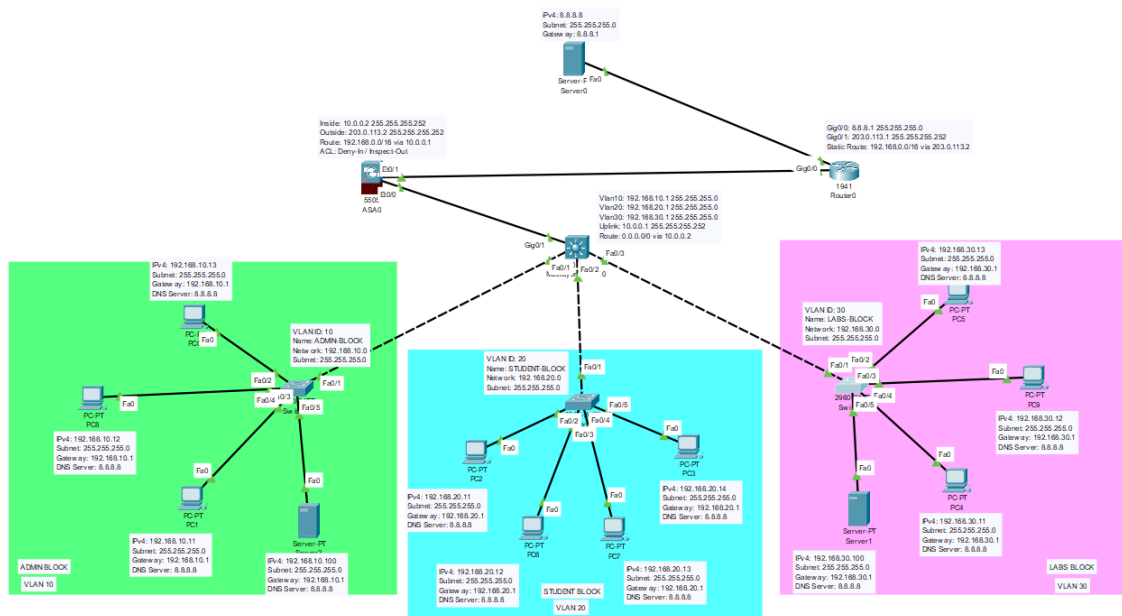 iPv4: 8.8.8.8
Subnet: 255.255.255.0
Gateway: 8.8.8.1
Fa0
Server-P
Server0
Inside: 10.0.0.2 255.255.255.252
Outside: 203.0.113.2 255.255.255.252
Route: 192.168.0.0/16 via 10.0.0.1
ACL: Deny-In / Inspect-Out
Gig0/0: 8.8.8.1 255.255.255.0
Gig0/1: 203.0.113.1 255.255.255.252
Static Route: 192.168.0.0/16 via 203.0.113.2
Et0/1
Et0/0
ASA0
Gig0/0
1941
Router0
Vlan10: 192.168.10.1 255.255.255.0
Vlan20: 192.168.20.1 255.255.255.0
Vlan30: 192.168.30.1 255.255.255.0
Uplink: 10.0.0.1 255.255.255.252
Route: 0.0.0.0/0 via 10.0.0.2
Gig0/1
Fa0/1
Fa0/2
Fa0/3
IPv4: 192.168.10.13
Subnet: 255.255.255.0
Gateway: 192.168.10.1
DNS Server: 8.8.8.8
Fa0
PC-PT
VLAN ID: 10
Name: ADMIN-BLOCK
Network: 192.168.10.0
Subnet: 255.255.255.0
Fa0/2
Fa0/1
Fa0/4
Fa0/5
Fa0
PC-PT
PC8
IPv4: 192.168.10.12
Subnet: 255.255.255.0
Gateway: 192.168.10.1
DNS Server: 8.8.8.8
Fa0
PC-PT
PC1
IPv4: 192.168.10.11
Subnet: 255.255.255.0
Gateway: 192.168.10.1
DNS Server: 8.8.8.8
Fa0
Server-PT
IPv4: 192.168.10.100
Subnet: 255.255.255.0
Gateway: 192.168.10.1
DNS Server: 8.8.8.8
ADMIN BLOCK
VLAN 10
VLAN ID: 20
Name: STUDENT-BLOCK
Network: 192.168.20.0
Subnet: 255.255.255.0
Fa0/1
Fa0/5
Fa0/2
Fa0/4
Fa0/3
Fa0
PC-PT
PC2
IPv4: 192.168.20.11
Subnet: 255.255.255.0
Gateway: 192.168.20.1
DNS Server: 8.8.8.8
Fa0
PC-PT
PC3
IPv4: 192.168.20.14
Subnet: 255.255.255.0
Gateway: 192.168.20.1
DNS Server: 8.8.8.8
Fa0
PC-PT
PC6
IPv4: 192.168.20.12
Subnet: 255.255.255.0
Gateway: 192.168.20.1
DNS Server: 8.8.8.8
Fa0
PC-PT
PC7
IPv4: 192.168.20.13
Subnet: 255.255.255.0
Gateway: 192.168.20.1
DNS Server: 8.8.8.8
STUDENT BLOCK
VLAN 20
IPv4: 192.168.30.13
Subnet: 255.255.255.0
Gateway: 192.168.30.1
DNS Server: 8.8.8.8
Fa0
PC-PT
PC5
VLAN ID: 30
Name: LABS-BLOCK
Network: 192.168.30.0
Subnet: 255.255.255.0
Fa0/1
Fa0/2
Fa0/3
Fa0/4
Fa0/5
2960
Fa0
PC-PT
PC9
IPv4: 192.168.30.12
Subnet: 255.255.255.0
Gateway: 192.168.30.1
DNS Server: 8.8.8.8
Fa0
PC-PT
PC4
IPv4: 192.168.30.11
Subnet: 255.255.255.0
Gateway: 192.168.30.1
DNS Server: 8.8.8.8
Fa0
Server-PT
Server1
IPv4: 192.168.30.100
Subnet: 255.255.255.0
Gateway: 192.168.30.1
DNS Server: 8.8.8.8
LABS BLOCK
VLAN 30